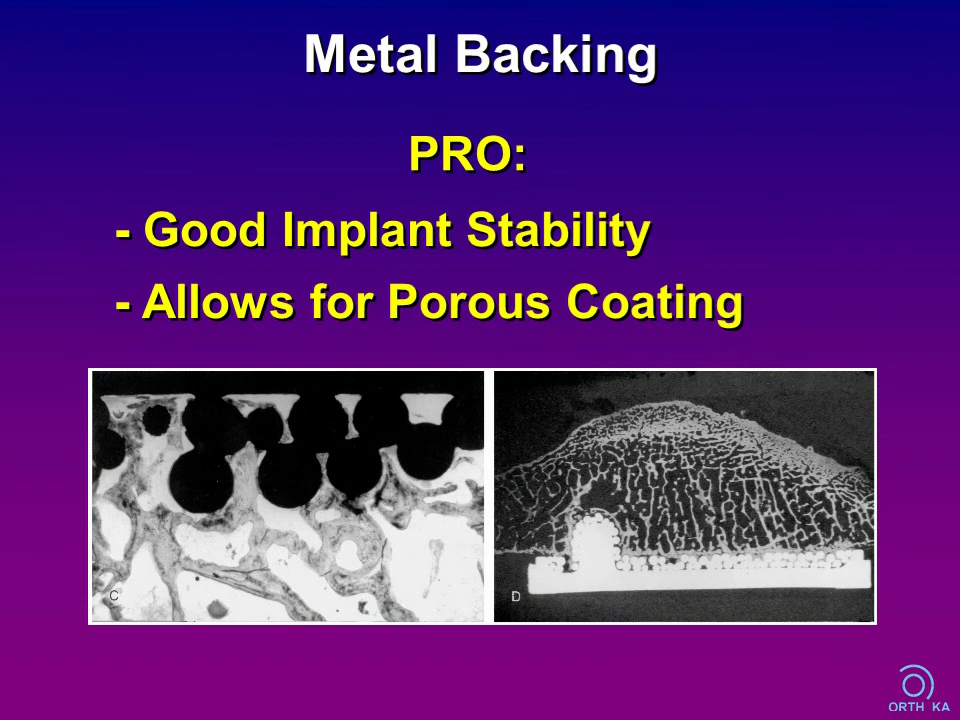 Metal Backing
PRO:
- Good Implant Stability
- Allows for Porous Coating
C
D
ORTH KA